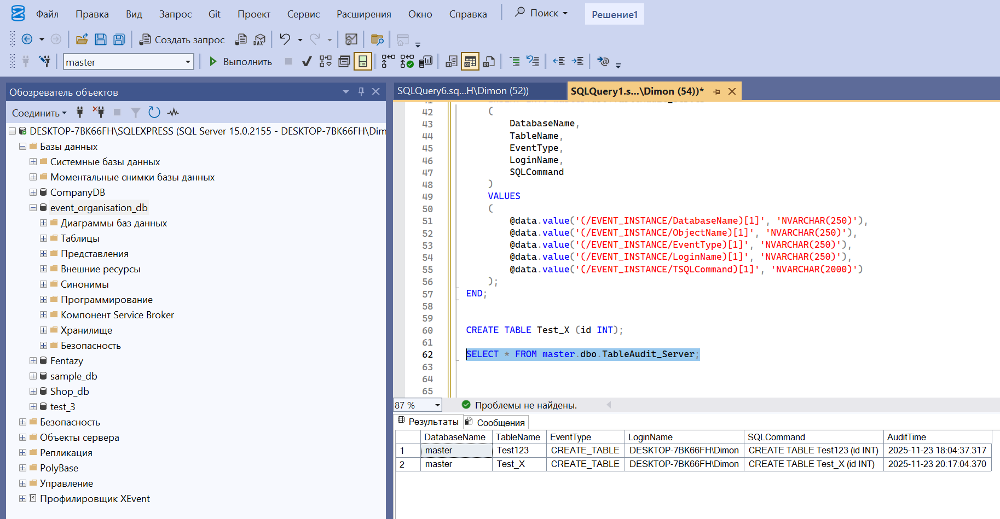 Файл Правка Вид Запрос Git Проект Сервис Расширения Окно Справка Поиск Решение1
Создать запрос DAX
master Выполнить
Обозреватель объектов
Соединить
DESKTOP-7BK66FH\SQLEXPRESS (SQL Server 15.0.2155 - DESKTOP-7BK66FH\Dim
Базы данных
Системные базы данных
Моментальные снимки базы данных
CompanyDB
event_organisation_db
Диаграммы баз данных
Таблицы
Представления
Внешние ресурсы
Синонимы
Программирование
Компонент Service Broker
Хранилище
Безопасность
Fentazy
sample_db
Shop_db
test_3
Безопасность
Объекты сервера
Репликация
PolyBase
Управление
Профилировщик XEvent
SQLQuery6.sq...H\Dimon (52)) SQLQuery1.s...\Dimon (54))*
42 (
43 DatabaseName,
44 TableName,
45 EventType,
46 LoginName,
47 SQLCommand
48 )
49 VALUES
50 (
51 @data.value('(/EVENT_INSTANCE/DatabaseName)[1]', 'NVARCHAR(250)'),
52 @data.value('(/EVENT_INSTANCE/ObjectName)[1]', 'NVARCHAR(250)'),
53 @data.value('(/EVENT_INSTANCE/EventType)[1]', 'NVARCHAR(250)'),
54 @data.value('(/EVENT_INSTANCE/LoginName)[1]', 'NVARCHAR(250)'),
55 @data.value('(/EVENT_INSTANCE/TSQLCommand)[1]', 'NVARCHAR(2000)')
56 );
57 END;
58
59
60 CREATE TABLE Test_X (id INT);
61
62 SELECT * FROM master.dbo.TableAudit_Server;
63
64
65
87 % Проблемы не найдены.
Результаты Сообщения
DatabaseName TableName EventType LoginName SQLCommand AuditTime
1 master Test123 CREATE_TABLE DESKTOP-7BK66FH\Dimon CREATE TABLE Test123 (id INT) 2025-11-23 18:04:37.317
2 master Test_X CREATE_TABLE DESKTOP-7BK66FH\Dimon CREATE TABLE Test_X (id INT) 2025-11-23 20:17:04.370